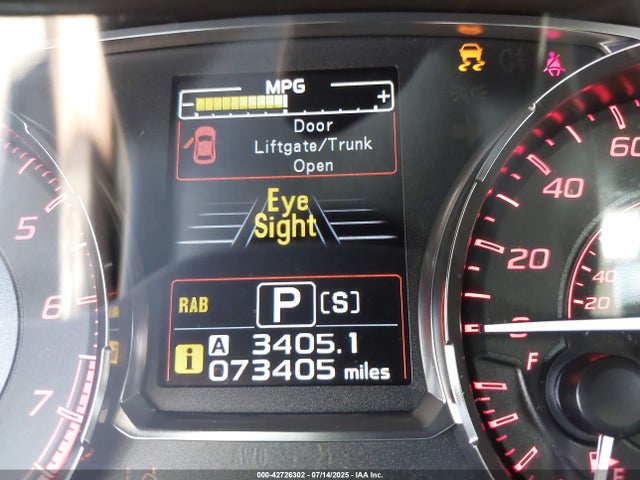 MPG
- +
Door
Liftgate/Trunk
Open
Eye
Sight
RAB P [S]
i A 3405.1
073405 miles
5
6
7
0
20
40
60
20
40
F
E
000-42726302 - 07/14/2025 - IAA Inc.